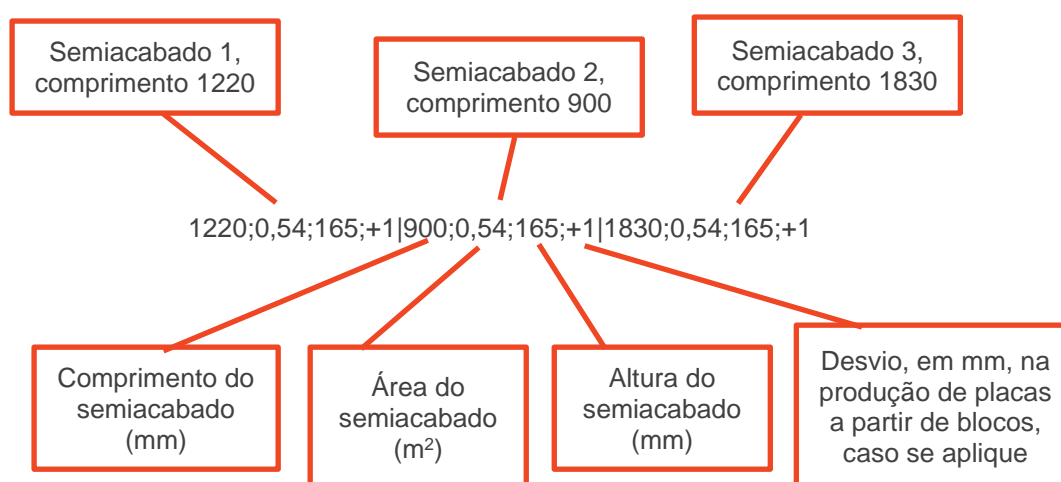 Semiacabado 1,
comprimento 1220
Semiacabado 2,
comprimento 900
Semiacabado 3,
comprimento 1830
1220;0,54;165;+1|900;0,54;165;+1|1830;0,54;165;+1
Comprimento do
semiacabado
(mm)
Área do
semiacabado
(m²)
Altura do
semiacabado
(mm)
Desvio, em mm, na
produção de placas
a partir de blocos,
caso se aplique